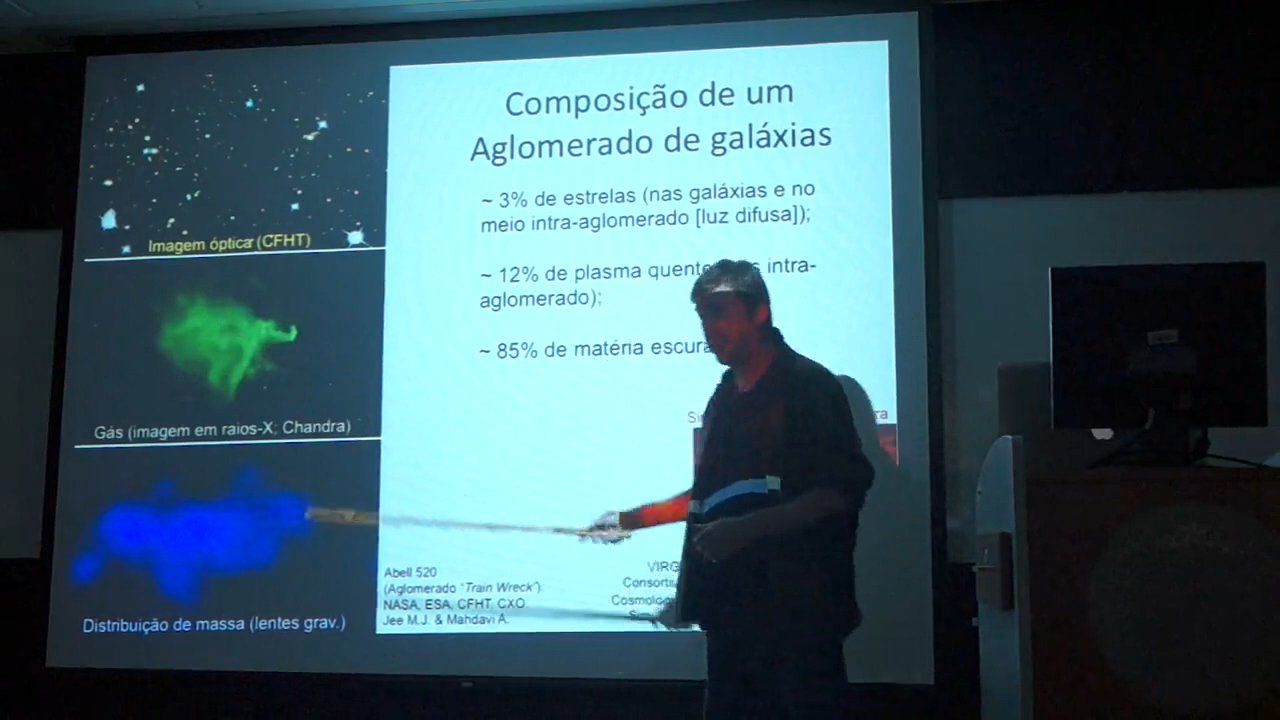 Composição de um
Aglomerado de galáxias
~ 3% de estrelas (nas galáxias e no
meio intra-aglomerado [luz difusa]);
~ 12% de plasma intra-
aglomerado);
~ 85% de matéria escura
Imagem óptica (CFHT)
Gás (imagem em raios-X: Chandra)
Distribuição de massa (lentes grav.)
Abell 520
(Aglomerado "Train Wreck")
NASA, ESA, CFHT, CXO
Jee M.J. & Mahdavi A.